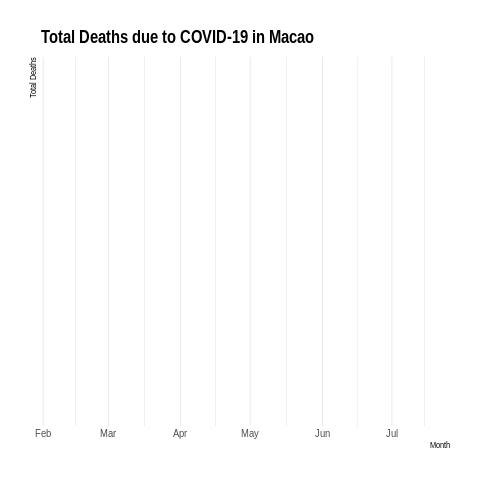 Total Deaths due to COVID-19 in Macao
Total Deaths
Feb Mar Apr May Jun Jul
Month